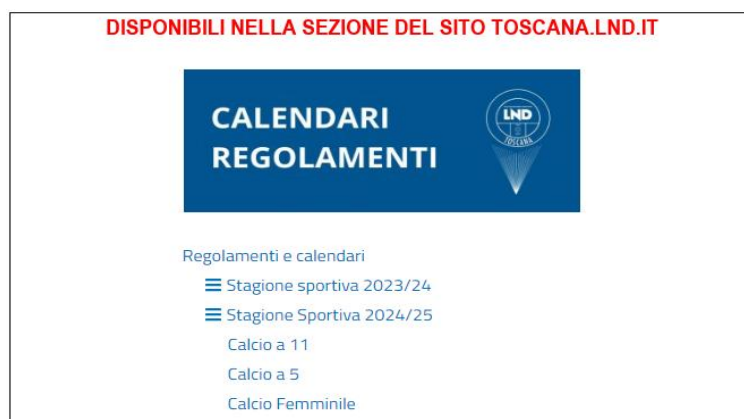 DISPONIBILI NELLA SEZIONE DEL SITO TOSCANA.LND.IT
CALENDARI
REGOLAMENTI
LND
TOSCANA
Regolamenti e calendari
Stagione sportiva 2023/24
Stagione Sportiva 2024/25
Calcio a 11
Calcio a 5
Calcio Femminile